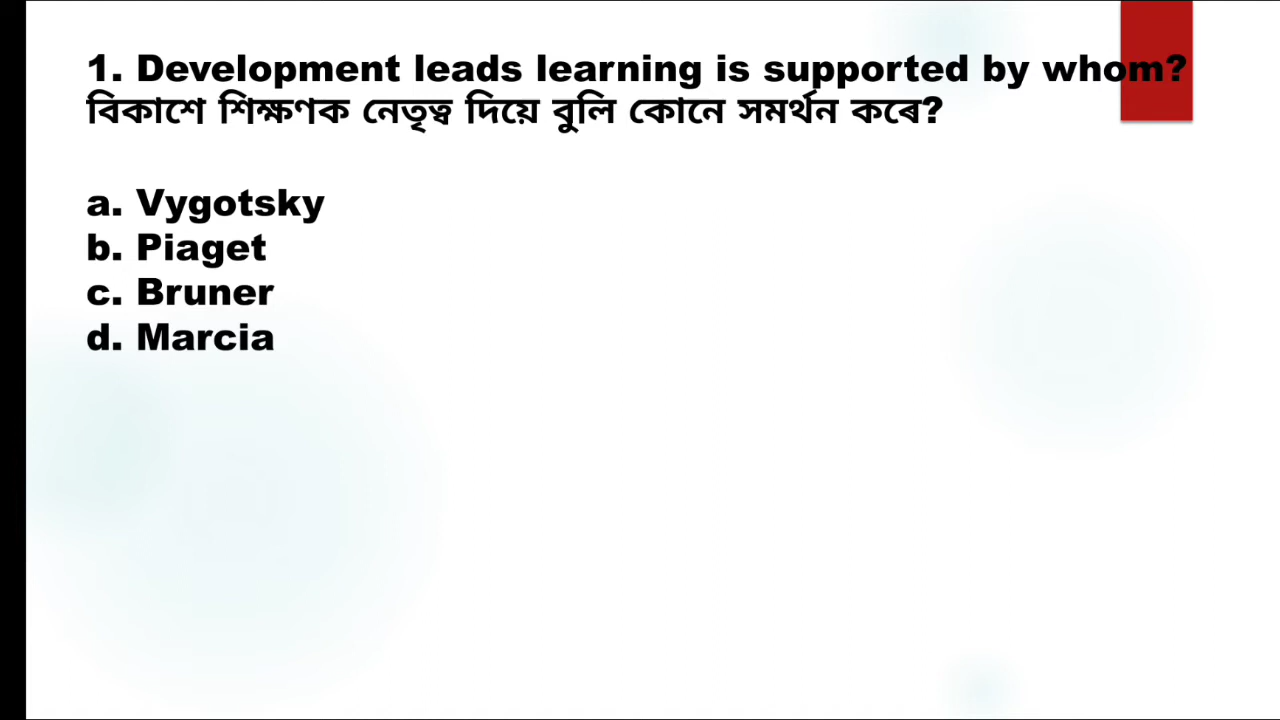 1. Development leads learning is supported by whom?
বিকাশে শিক্ষণক নেতৃত্ব দিয়ে বুলি কোনে সমৰ্থন কৰে?
a. Vygotsky
b. Piaget
c. Bruner
d. Marcia